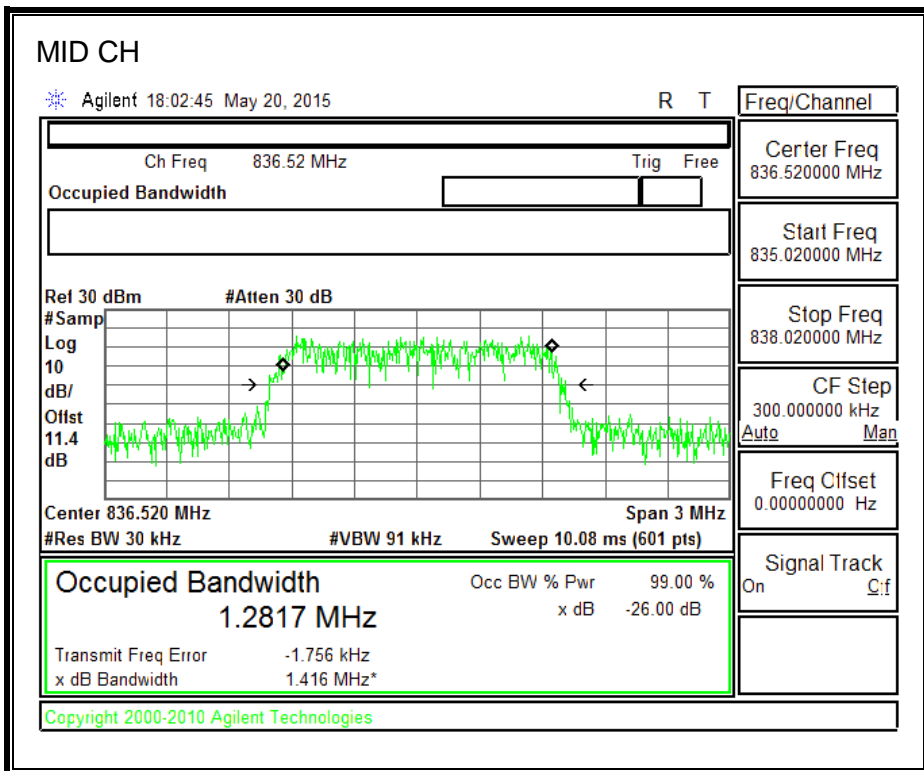 MID CH
Agilent 18:02:45 May 20, 2015 R T
Ch Freq 836.52 MHz Trig Free
Occupied Bandwidth
Ref 30 dBm #Atten 30 dB
#Samp
Log
10
dB/
Offst
11.4
dB
Center 836.520 MHz Span 3 MHz
#Res BW 30 kHz #VBW 91 kHz Sweep 10.08 ms (601 pts)
Occupied Bandwidth
1.2817 MHz
Occ BW % Pwr 99.00 %
x dB -26.00 dB
Transmit Freq Error -1.756 kHz
x dB Bandwidth 1.416 MHz*
Copyright 2000-2010 Agilent Technologies
Freq/Channel
Center Freq
836.520000 MHz
Start Freq
835.020000 MHz
Stop Freq
838.020000 MHz
CF Step
300.000000 kHz
Auto Man
Freq Offset
0.00000000 Hz
Signal Track
On Off